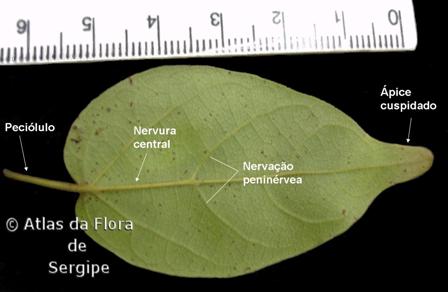 6 5 4 3 2 1 0
Ápice
cuspidado
Peciólulo
Nervura
central
Nervação
peninérvea
© Atlas da Flora
de
Sergipe